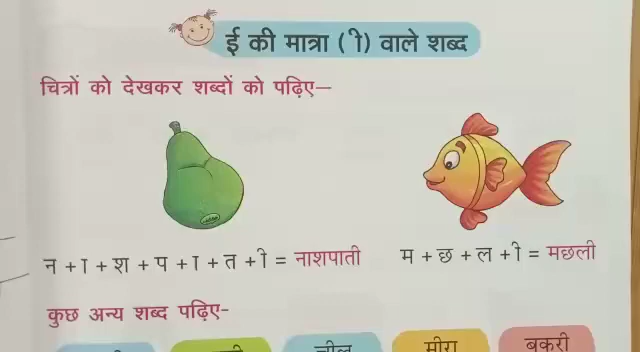 ई की मात्रा (ी) वाले शब्द
चित्रों को देखकर शब्दों को पढ़िए—
न + ा + श + प + ा + त + ी = नाशपाती
म + छ + ल + ी = मछली
कुछ अन्य शब्द पढ़िए-
चील मीरा बकरी